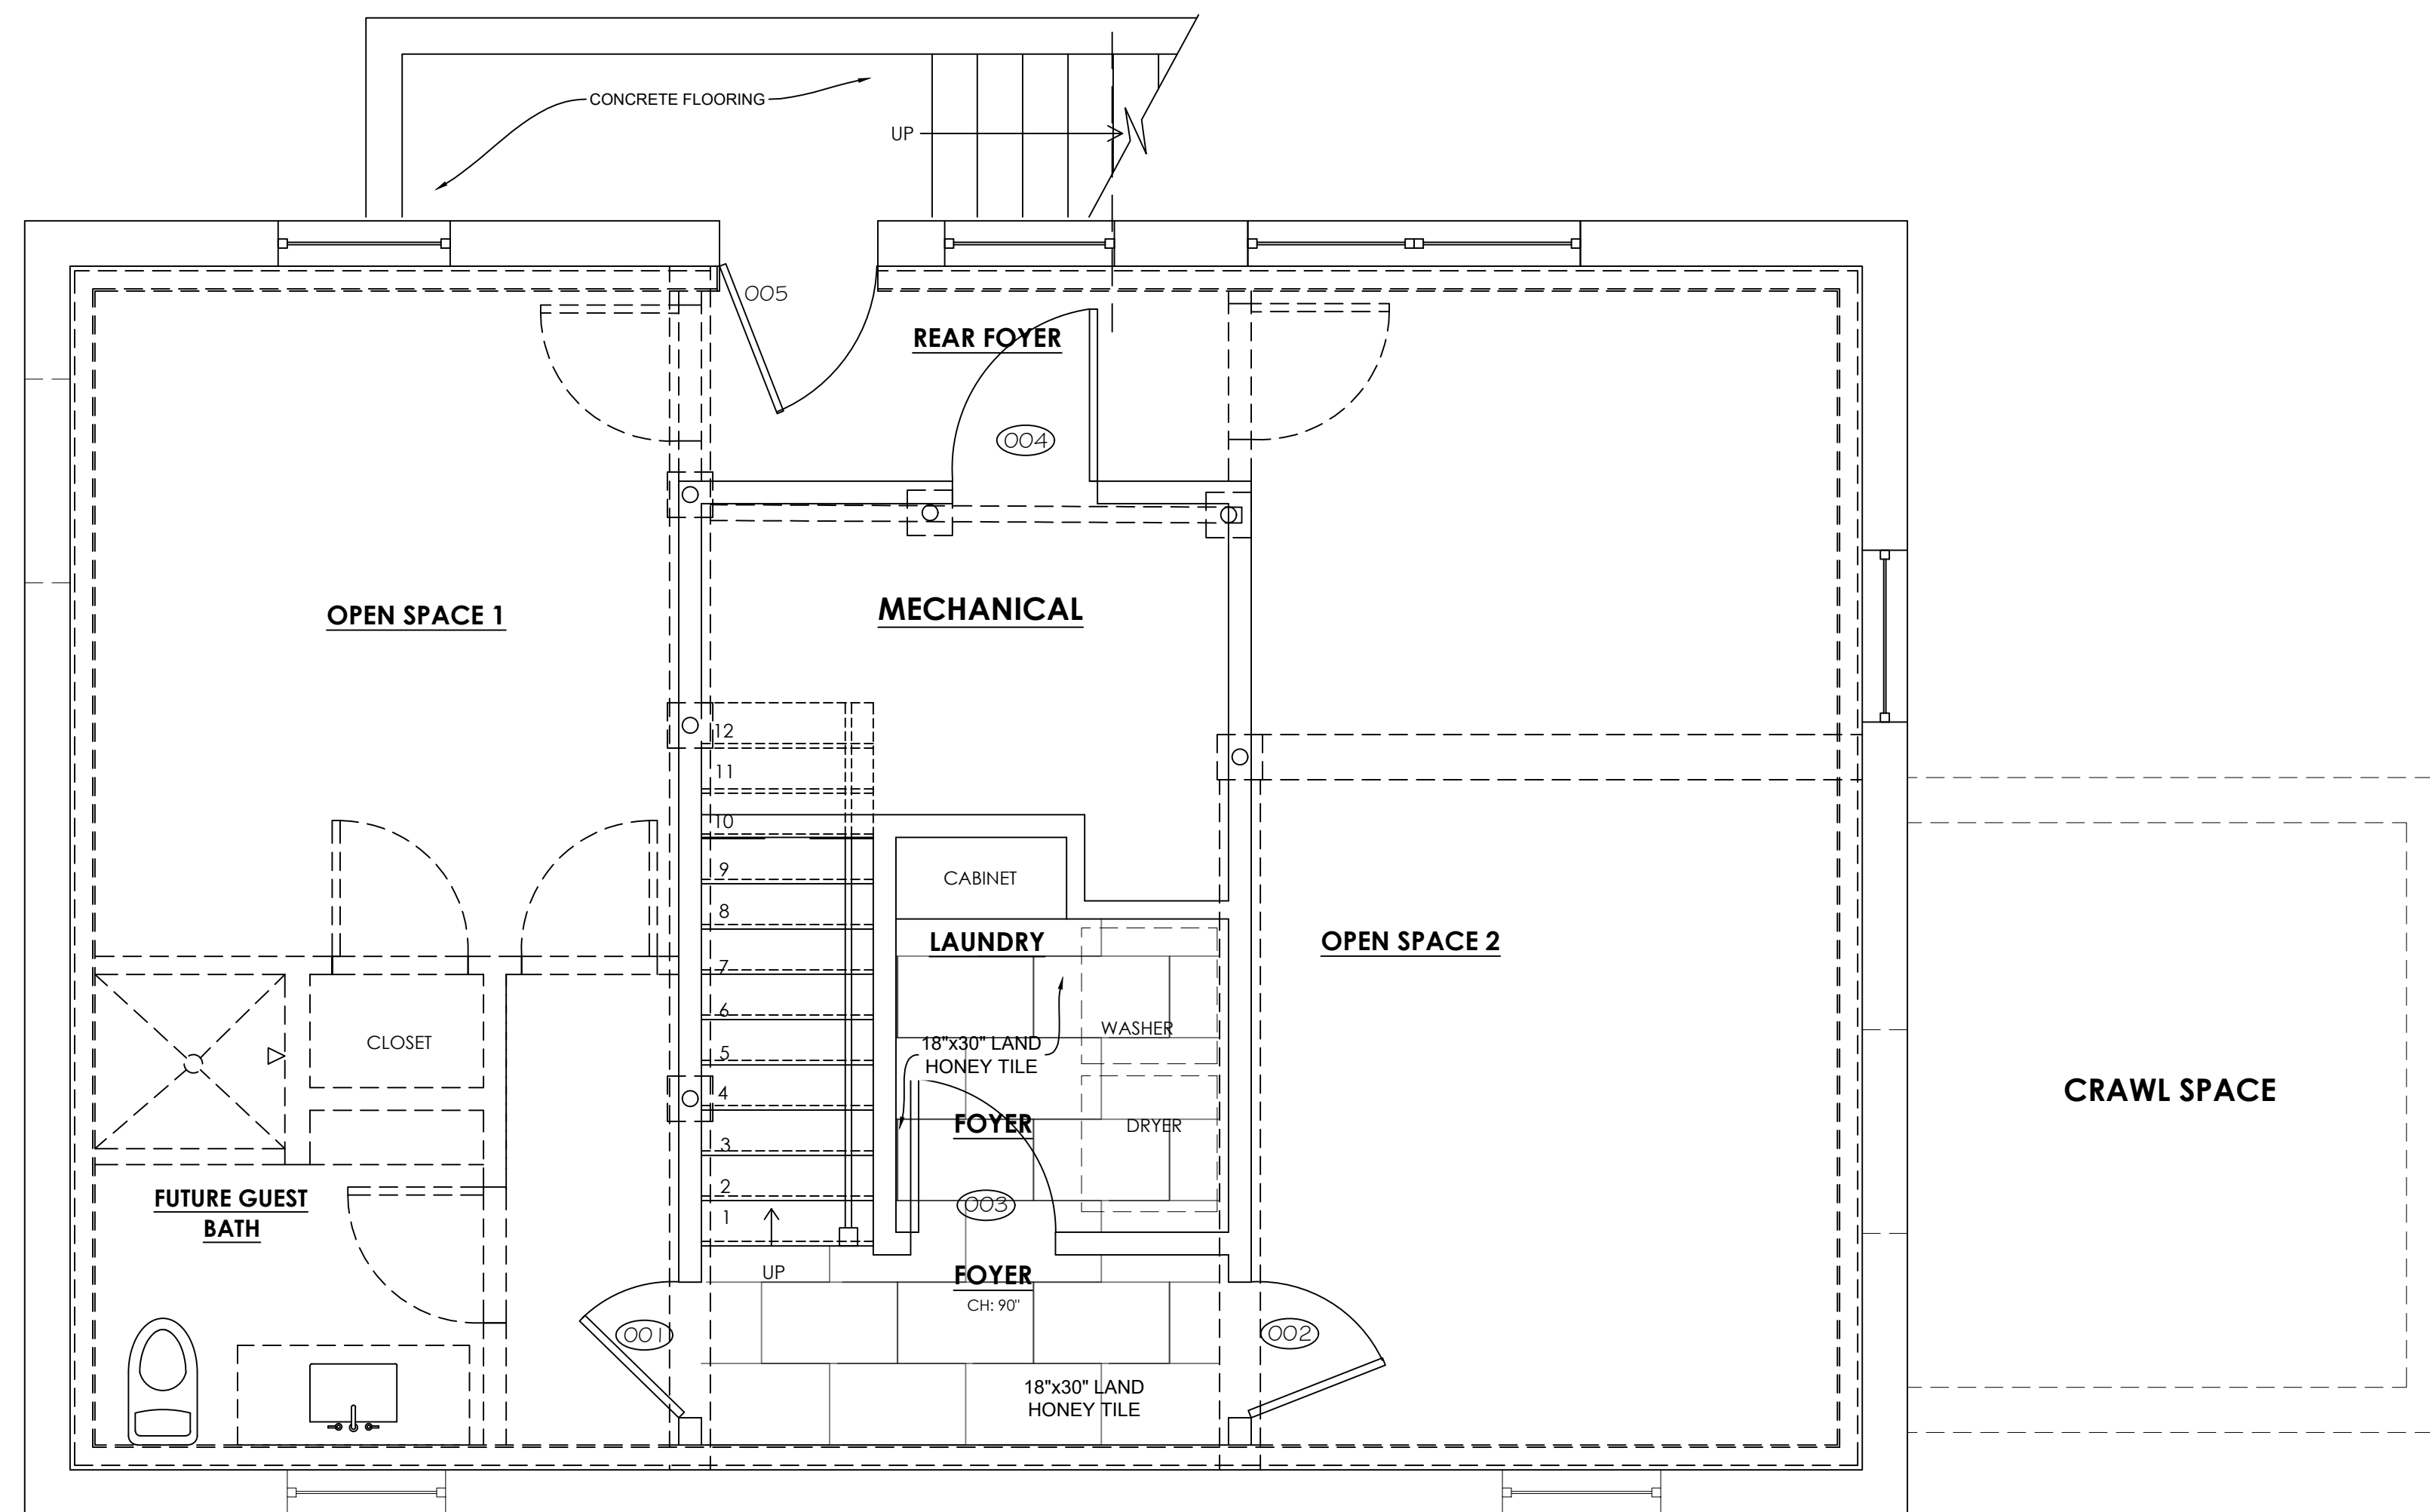 CONCRETE FLOORING
UP
005
REAR FOYER
004
OPEN SPACE 1
MECHANICAL
12
11
10
9
8
7
6
5
4
3
2
1
UP
CABINET
LAUNDRY
WASHER
18"x30" LAND
HONEY TILE
FOYER
DRYER
003
FOYER
CH: 90"
18"x30" LAND
HONEY TILE
001
002
OPEN SPACE 2
CRAWL SPACE
CLOSET
FUTURE GUEST
BATH